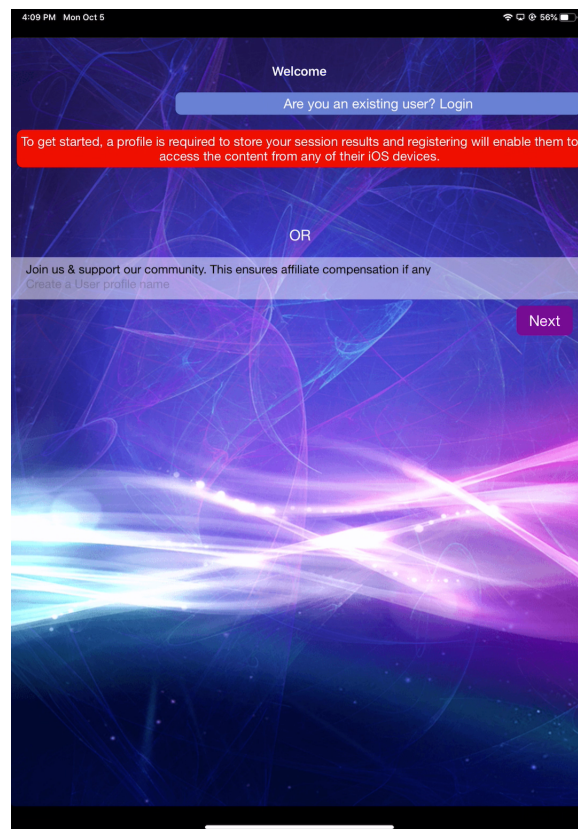 4:09 PM Mon Oct 5
56%
Welcome
Are you an existing user? Login
To get started, a profile is required to store your session results and registering will enable them to
access the content from any of their iOS devices.
OR
Join us & support our community. This ensures affiliate compensation if any
Create a User profile name
Next